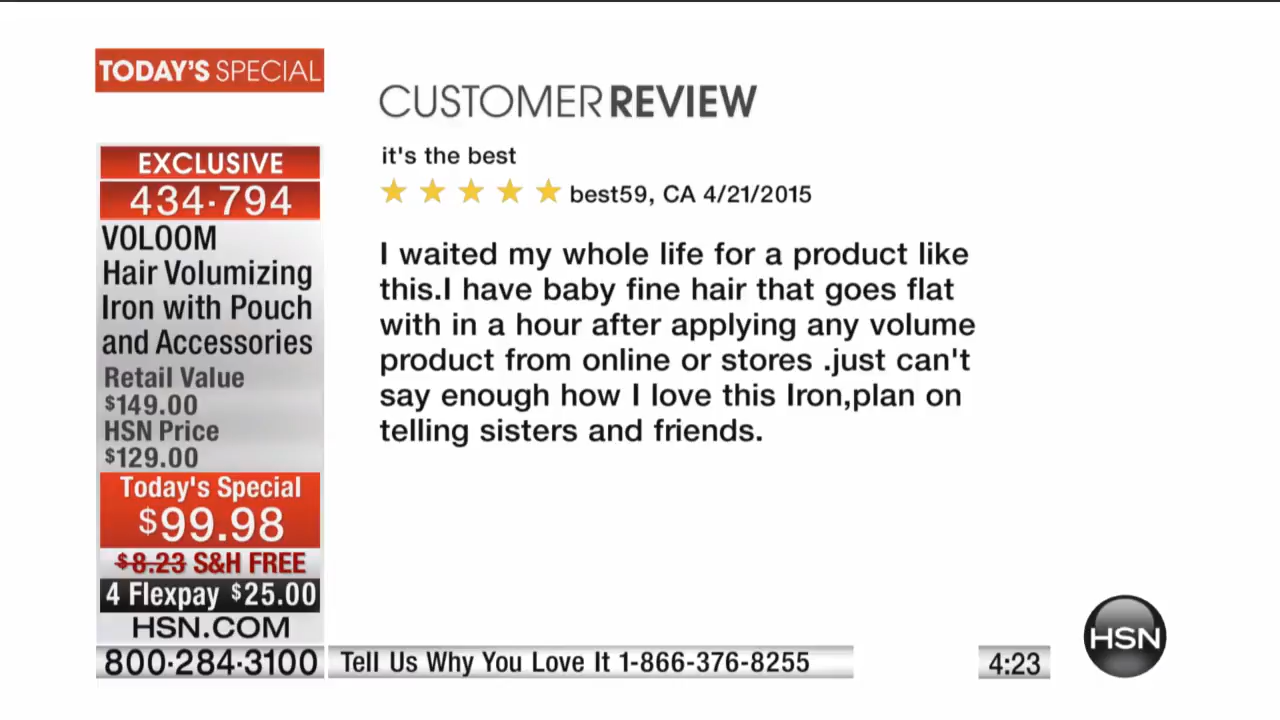 TODAY'S SPECIAL
EXCLUSIVE
434·794
VOLOOM
Hair Volumizing
Iron with Pouch
and Accessories
Retail Value
$149.00
HSN Price
$129.00
Today's Special
$99.98
$8.23 S&H FREE
4 Flexpay $25.00
HSN.COM
800·284·3100
CUSTOMER REVIEW
it's the best
best59, CA 4/21/2015
I waited my whole life for a product like
this.I have baby fine hair that goes flat
with in a hour after applying any volume
product from online or stores .just can't
say enough how I love this Iron,plan on
telling sisters and friends.
Tell Us Why You Love It 1-866-376-8255
4:23
HSN